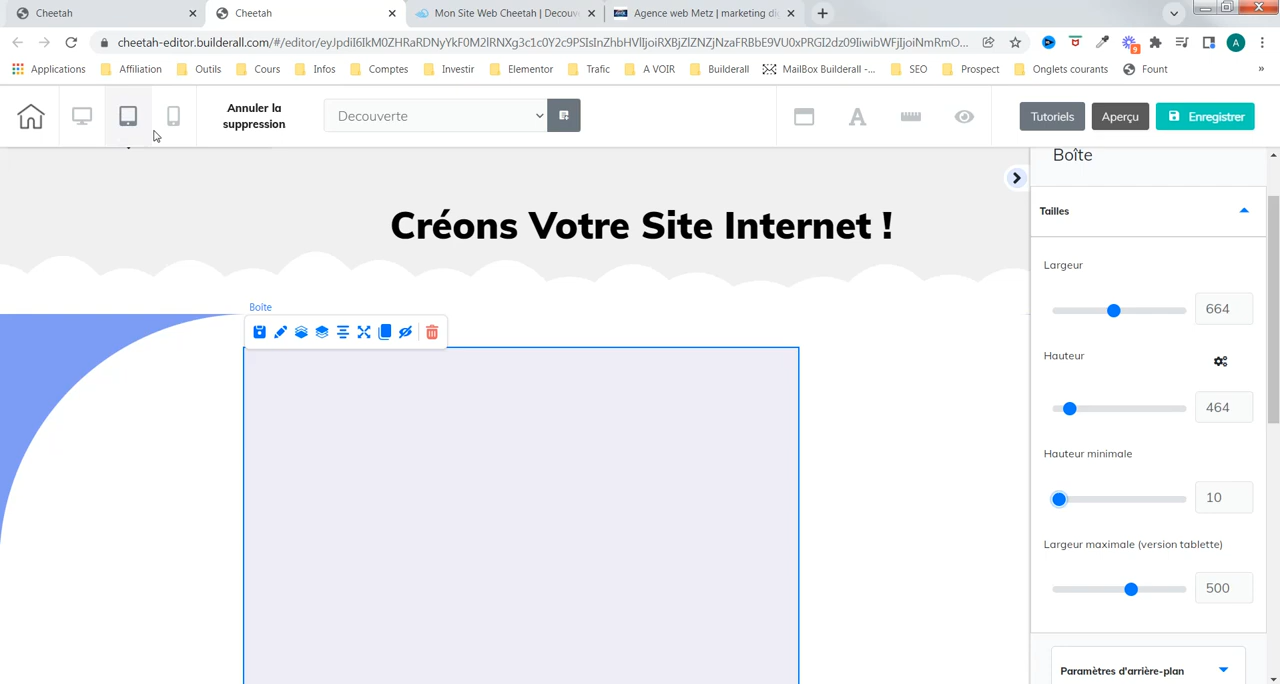 Cheetah
Cheetah
Mon Site Web Cheetah | Decouve
Agence web Metz | marketing di
cheetah-editor.builderall.com/#/editor/eyJpdiI6IkM0ZHRaRDNyYkF0M2lRNXg3c1c0Y2c9PSIsInZhbHVlIjoiRXBjZlZNZjNzaFRBbE9VU0xPRGI2dz09IiwibWFjIjoiNmRmO...
9
A
Applications
Affiliation
Outils
Cours
Infos
Comptes
Investir
Elementor
Trafic
A VOIR
Builderall
MailBox Builderall -...
SEO
Prospect
Onglets courants
Fount
»
Annuler la
suppression
Decouverte
Tutoriels
Aperçu
Enregistrer
Créons Votre Site Internet !
Boîte
Boîte
Tailles
Largeur
664
Hauteur
464
Hauteur minimale
10
Largeur maximale (version tablette)
500
Paramètres d'arrière-plan